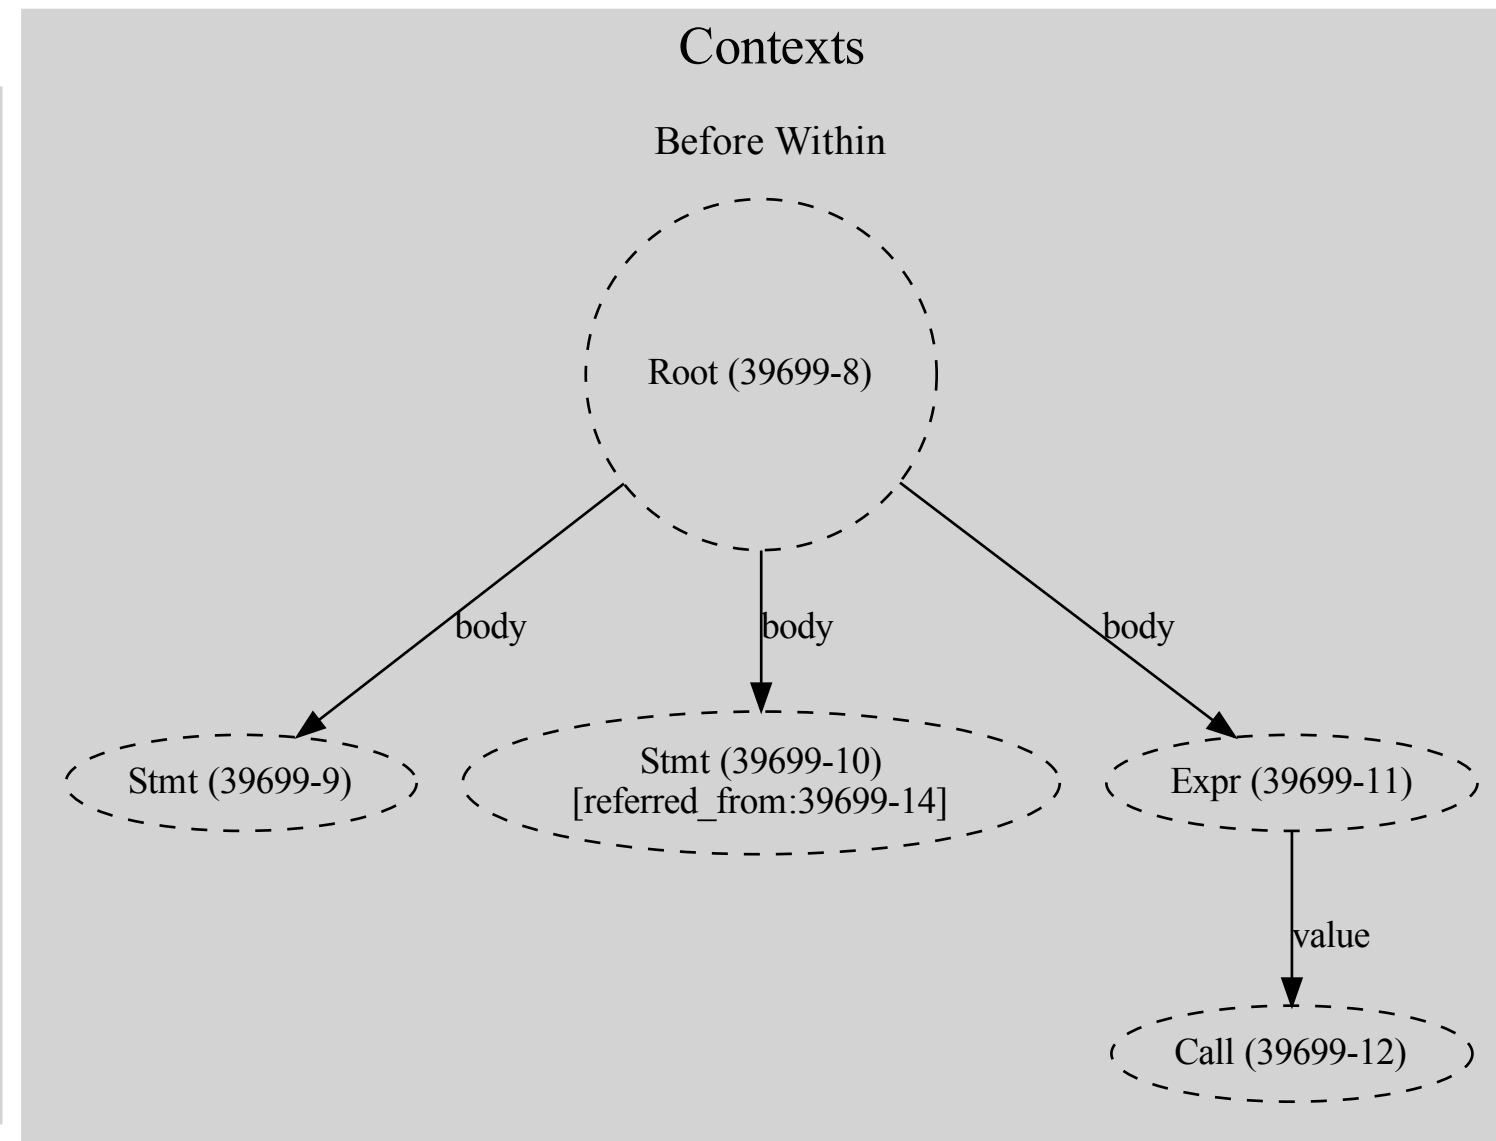 Contexts
Before Within
Root (39699-8)
body
body
body
Stmt (39699-9)
Stmt (39699-10)
[referred_from:39699-14]
Expr (39699-11)
value
Call (39699-12)